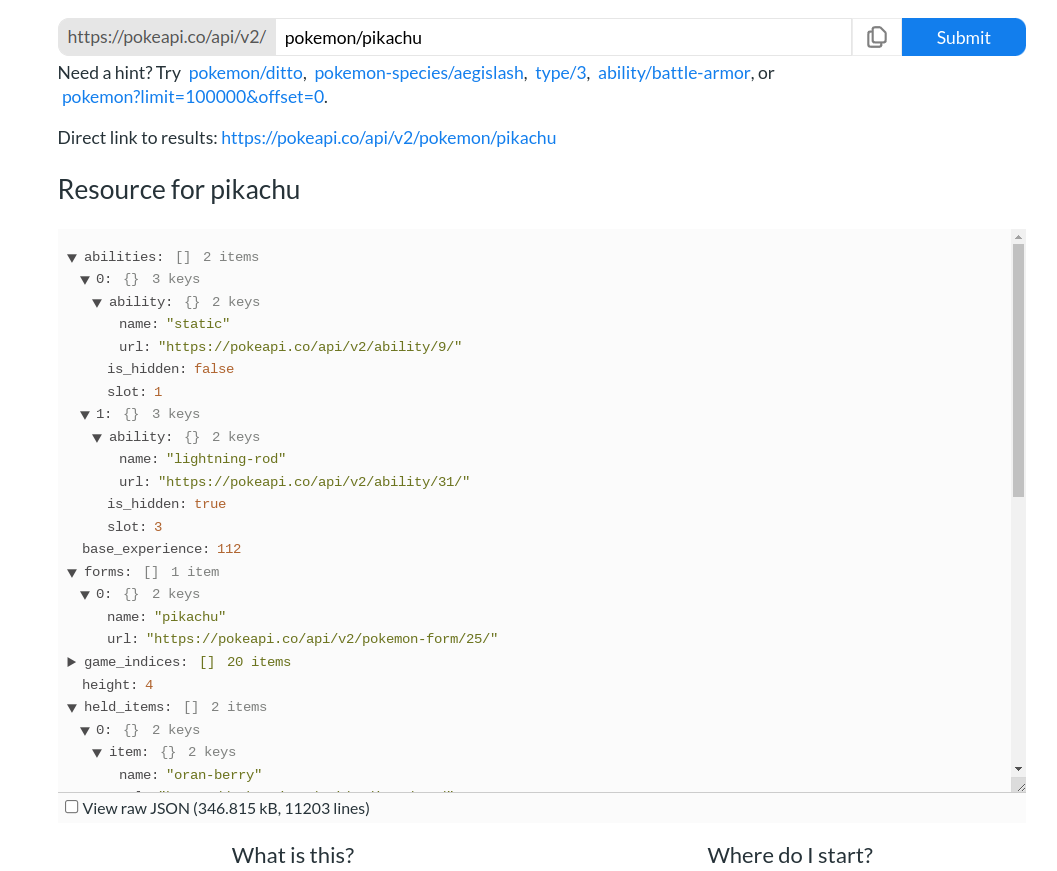 https://pokeapi.co/api/v2/ pokemon/pikachu Submit
Need a hint? Try pokemon/ditto, pokemon-species/aegislash, type/3, ability/battle-armor, or
pokemon?limit=100000&offset=0.
Direct link to results: https://pokeapi.co/api/v2/pokemon/pikachu
Resource for pikachu
▼ abilities: [] 2 items
▼ 0: {} 3 keys
▼ ability: {} 2 keys
name: "static"
url: "https://pokeapi.co/api/v2/ability/9/"
is_hidden: false
slot: 1
▼ 1: {} 3 keys
▼ ability: {} 2 keys
name: "lightning-rod"
url: "https://pokeapi.co/api/v2/ability/31/"
is_hidden: true
slot: 3
base_experience: 112
▼ forms: [] 1 item
▼ 0: {} 2 keys
name: "pikachu"
url: "https://pokeapi.co/api/v2/pokemon-form/25/"
▶ game_indices: [] 20 items
height: 4
▼ held_items: [] 2 items
▼ 0: {} 2 keys
▼ item: {} 2 keys
name: "oran-berry"
View raw JSON (346.815 kB, 11203 lines)
What is this?
Where do I start?